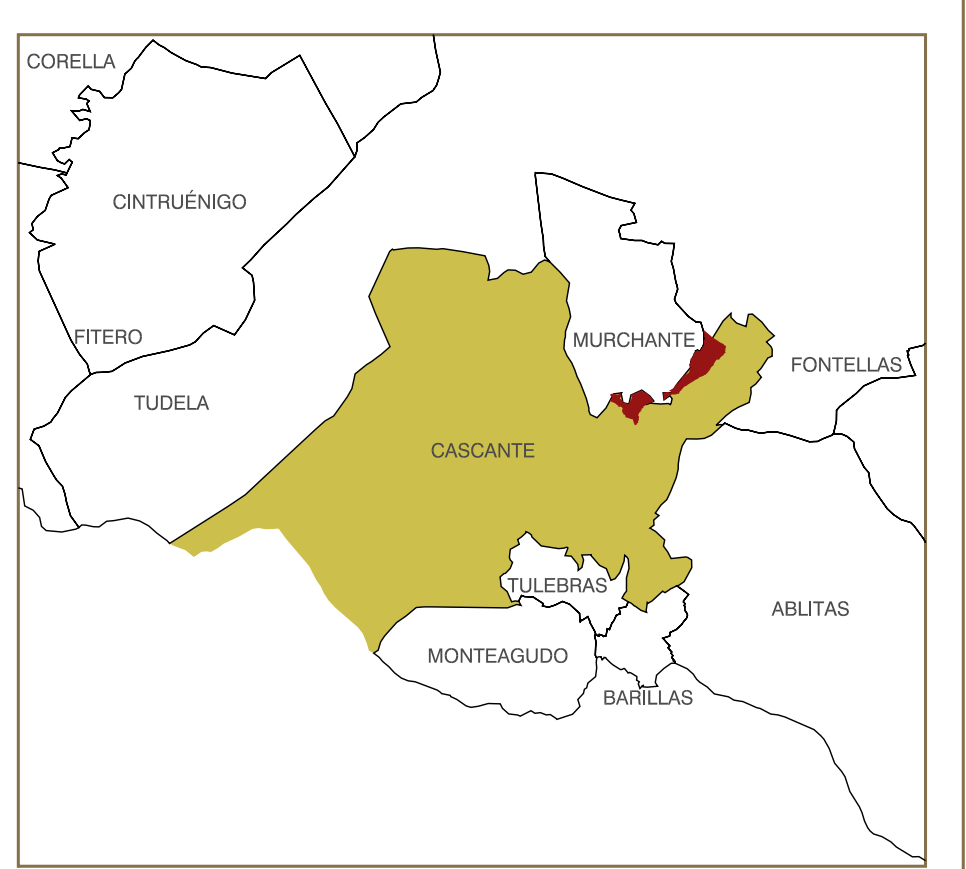 CORELLA
CINTRUÉNIGO
FITERO
MURCHANTE
FONTELLAS
TUDELA
CASCANTE
TULEBRAS
ABLITAS
MONTEAGUDO
BARILLAS